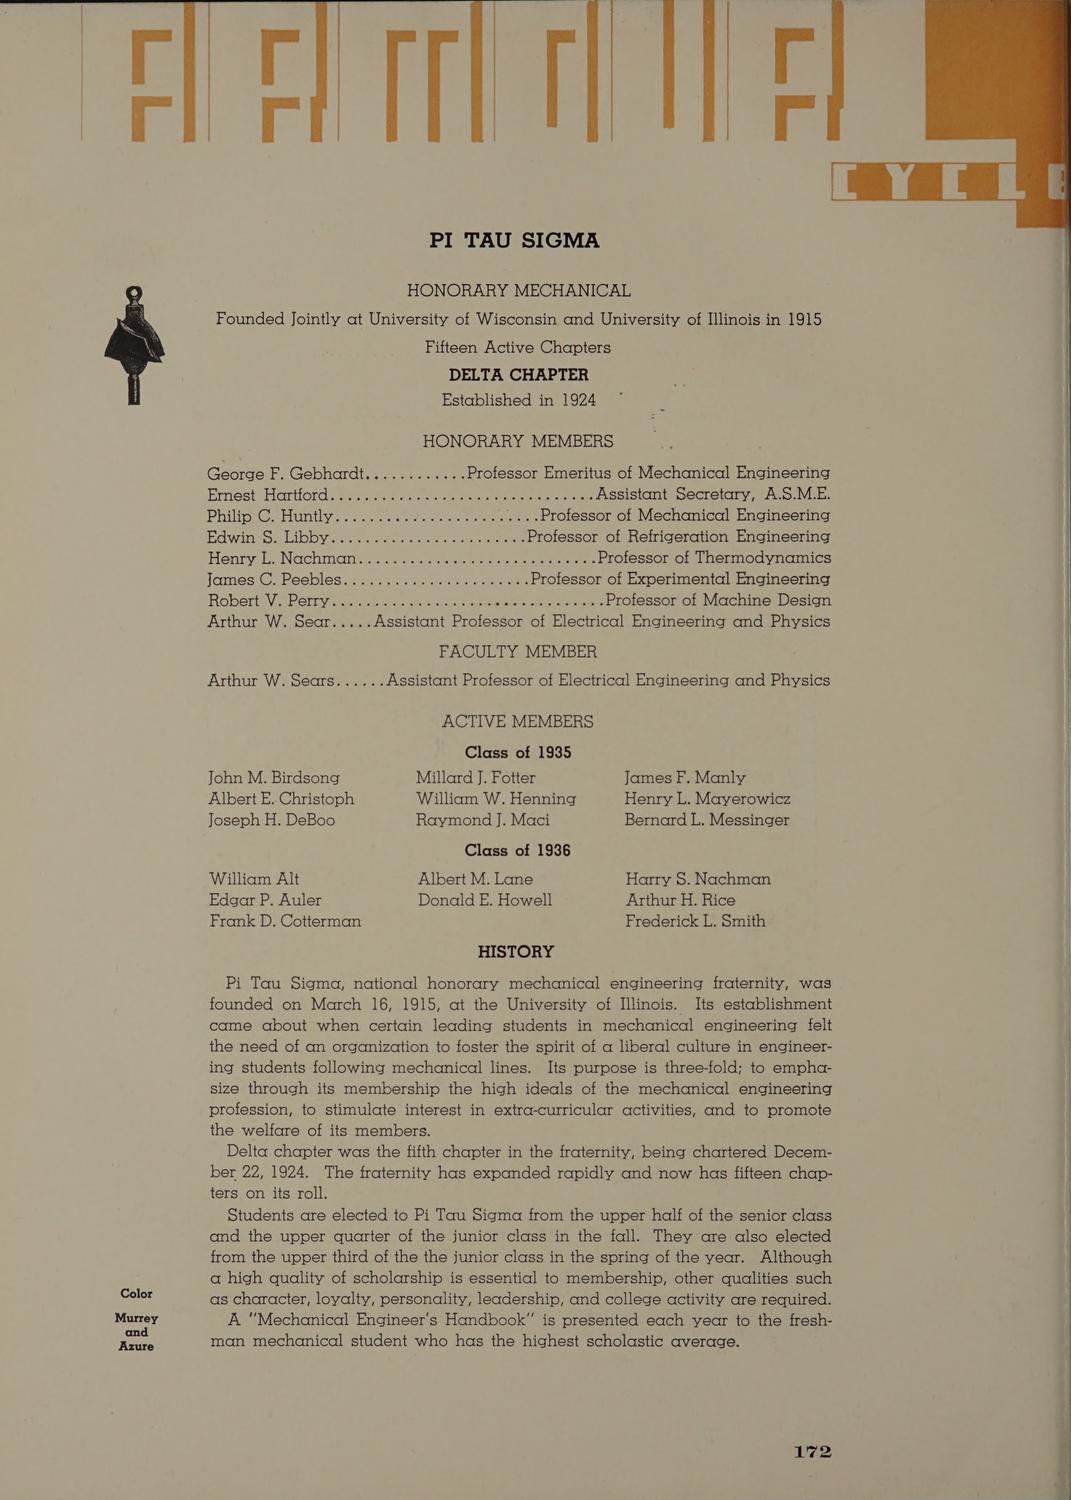 ARMOUR
CYCLE
PI TAU SIGMA
HONORARY MECHANICAL
Founded Jointly at University of Wisconsin and University of Illinois in 1915
Fifteen Active Chapters
DELTA CHAPTER
Established in 1924
HONORARY MEMBERS
George F. Gebhardt............Professor Emeritus of Mechanical Engineering
Ernest Hartford...............................Assistant Secretary, A.S.M.E.
Philip C. Huntly........................Professor of Mechanical Engineering
Edwin S. Libby.......................Professor of Refrigeration Engineering
Henry L. Nachman............................Professor of Thermodynamics
James C. Peebles......................Professor of Experimental Engineering
Robert V. Perry................................Professor of Machine Design
Arthur W. Sear.....Assistant Professor of Electrical Engineering and Physics
FACULTY MEMBER
Arthur W. Sears......Assistant Professor of Electrical Engineering and Physics
ACTIVE MEMBERS
Class of 1935
John M. Birdsong Millard J. Fotter James F. Manly
Albert E. Christoph William W. Henning Henry L. Mayerowicz
Joseph H. DeBoo Raymond J. Maci Bernard L. Messinger
Class of 1936
William Alt Albert M. Lane Harry S. Nachman
Edgar P. Auler Donald E. Howell Arthur H. Rice
Frank D. Cotterman Frederick L. Smith
HISTORY
Pi Tau Sigma, national honorary mechanical engineering fraternity, was
founded on March 16, 1915, at the University of Illinois. Its establishment
came about when certain leading students in mechanical engineering felt
the need of an organization to foster the spirit of a liberal culture in engineer-
ing students following mechanical lines. Its purpose is three-fold; to empha-
size through its membership the high ideals of the mechanical engineering
profession, to stimulate interest in extra-curricular activities, and to promote
the welfare of its members.
Delta chapter was the fifth chapter in the fraternity, being chartered Decem-
ber 22, 1924. The fraternity has expanded rapidly and now has fifteen chap-
ters on its roll.
Students are elected to Pi Tau Sigma from the upper half of the senior class
and the upper quarter of the junior class in the fall. They are also elected
from the upper third of the the junior class in the spring of the year. Although
a high quality of scholarship is essential to membership, other qualities such
as character, loyalty, personality, leadership, and college activity are required.
A "Mechanical Engineer's Handbook" is presented each year to the fresh-
man mechanical student who has the highest scholastic average.
Color
Murrey
and
Azure
172